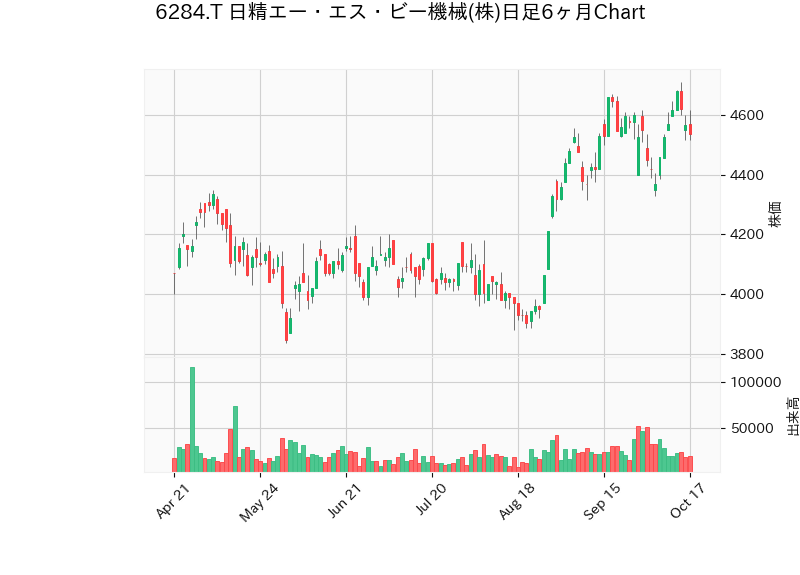 6284.T 日精エー・エス・ビー機械(株)日足6ヶ月Chart
4600
4400
4200
4000
3800
株価
100000
50000
出来高
Apr 21
May 24
Jun 21
Jul 20
Aug 18
Sep 15
Oct 17